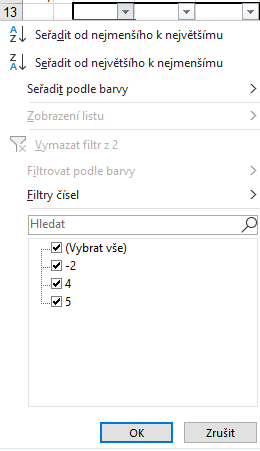 13
Seřadit od nejmenšího k největšímu
Seřadit od největšího k nejmenšímu
Seřadit podle barvy
Zobrazení listu
Vymazat filtr z 2
Filtrovat podle barvy
Filtry čísel
Hledat
(Vybrat vše)
-2
4
5
OK Zrušit